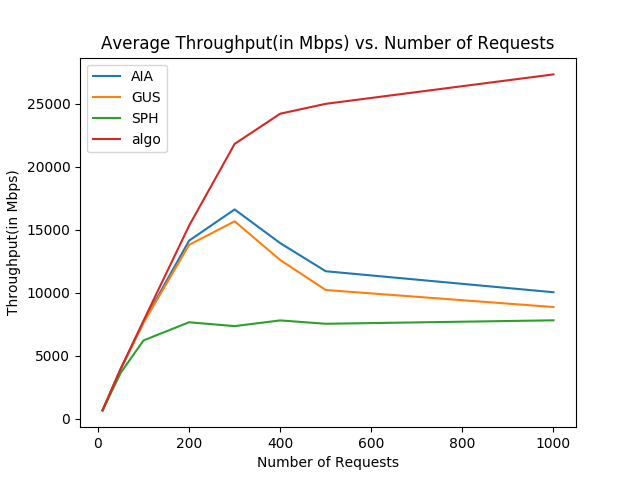 Average Throughput(in Mbps) vs. Number of Requests
AIA
GUS
SPH
algo
Throughput(in Mbps)
25000
20000
15000
10000
5000
0
0 200 400 600 800 1000
Number of Requests